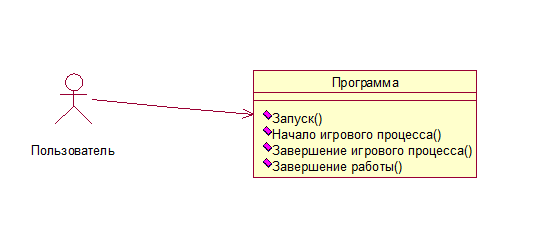 Программа
Запуск()
Начало игрового процесса()
Завершение игрового процесса()
Завершение работы()
Пользователь